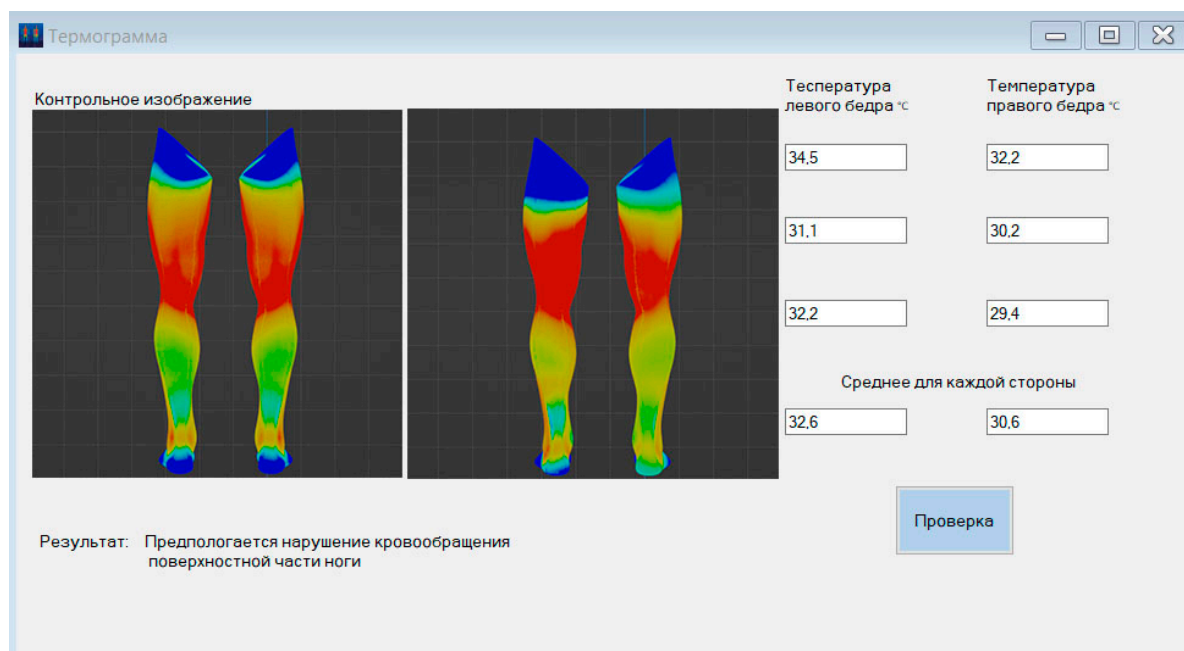 Термограмма
Контрольное изображение
Теспература
левого бедра °C
Температура
правого бедра °C
34,5
32,2
31,1
30,2
32,2
29,4
Среднее для каждой стороны
32,6
30,6
Проверка
Результат: Предпологается нарушение кровообращения
поверхностной части ноги